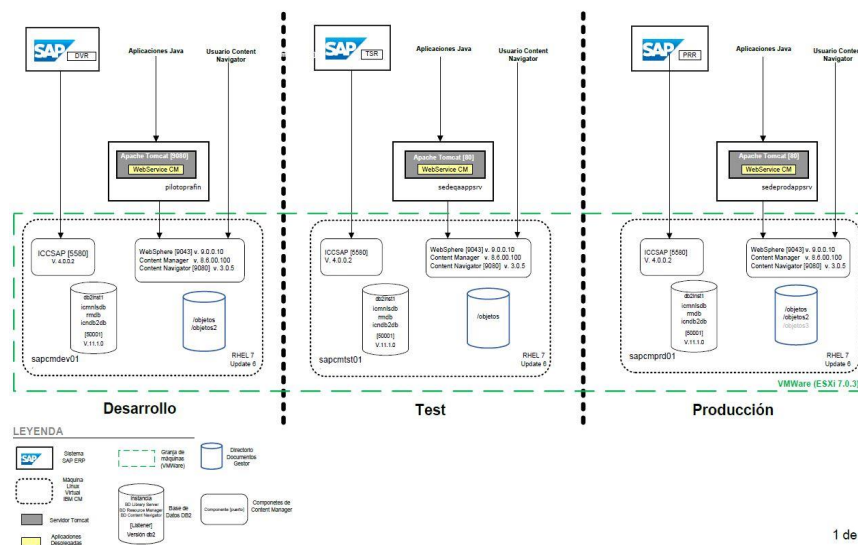 SAP
DVR
Aplicaciones Java
Usuario Content
Navigator
Apache Tomcat [9080]
WebService CM
pilotoprafin
ICCSAP [5580]
V. 4.0.0.2
WebSphere [9043] v. 9.0.0.10
Content Manager v. 8.6.00.100
Content Navigator [9080] v. 3.0.5
db2inst1
icmnlsdb
rmdb
icndb2db
[50001]
V.11.1.0
/objetos
/objetos2
sapcmdev01
RHEL 7
Update 6
Desarrollo
SAP
TSR
Aplicaciones Java
Usuario Content
Navigator
Apache Tomcat [80]
WebService CM
sedeqaappsrv
ICCSAP [5580]
V. 4.0.0.2
WebSphere [9043] v. 9.0.0.10
Content Manager v. 8.6.00.100
Content Navigator [9080] v. 3.0.5
db2inst1
icmnlsdb
rmdb
icndb2db
[50001]
V.11.1.0
/objetos
sapcmtst01
RHEL 7
Update 6
Test
SAP
PRR
Aplicaciones Java
Usuario Content
Navigator
Apache Tomcat [80]
WebService CM
sedeprodappsrv
ICCSAP [5580]
V. 4.0.0.2
WebSphere [9043] v. 9.0.0.10
Content Manager v. 8.6.00.100
Content Navigator [9080] v. 3.0.5
db2inst1
icmnlsdb
rmdb
icndb2db
[50001]
V.11.1.0
/objetos
/objetos2
/objetos3
sapcmprd01
RHEL 7
Update 6
VMWare (ESXi 7.0.3)
Producción
LEYENDA
SAP
Sistema
SAP ERP
Granja de
máquinas
(VMWare)
Directorio
Documentos
Gestor
Máquina
Linux
Virtual
IBM CM
Instancia
BD Library Server
BD Resource Manager
BD Content Navigator
[Listener]
Versión db2
Base de
Datos DB2
Componente [puerto]
Componetes de
Content Manager
Servidor Tomcat
Aplicaciones
Desplegadas
1 de